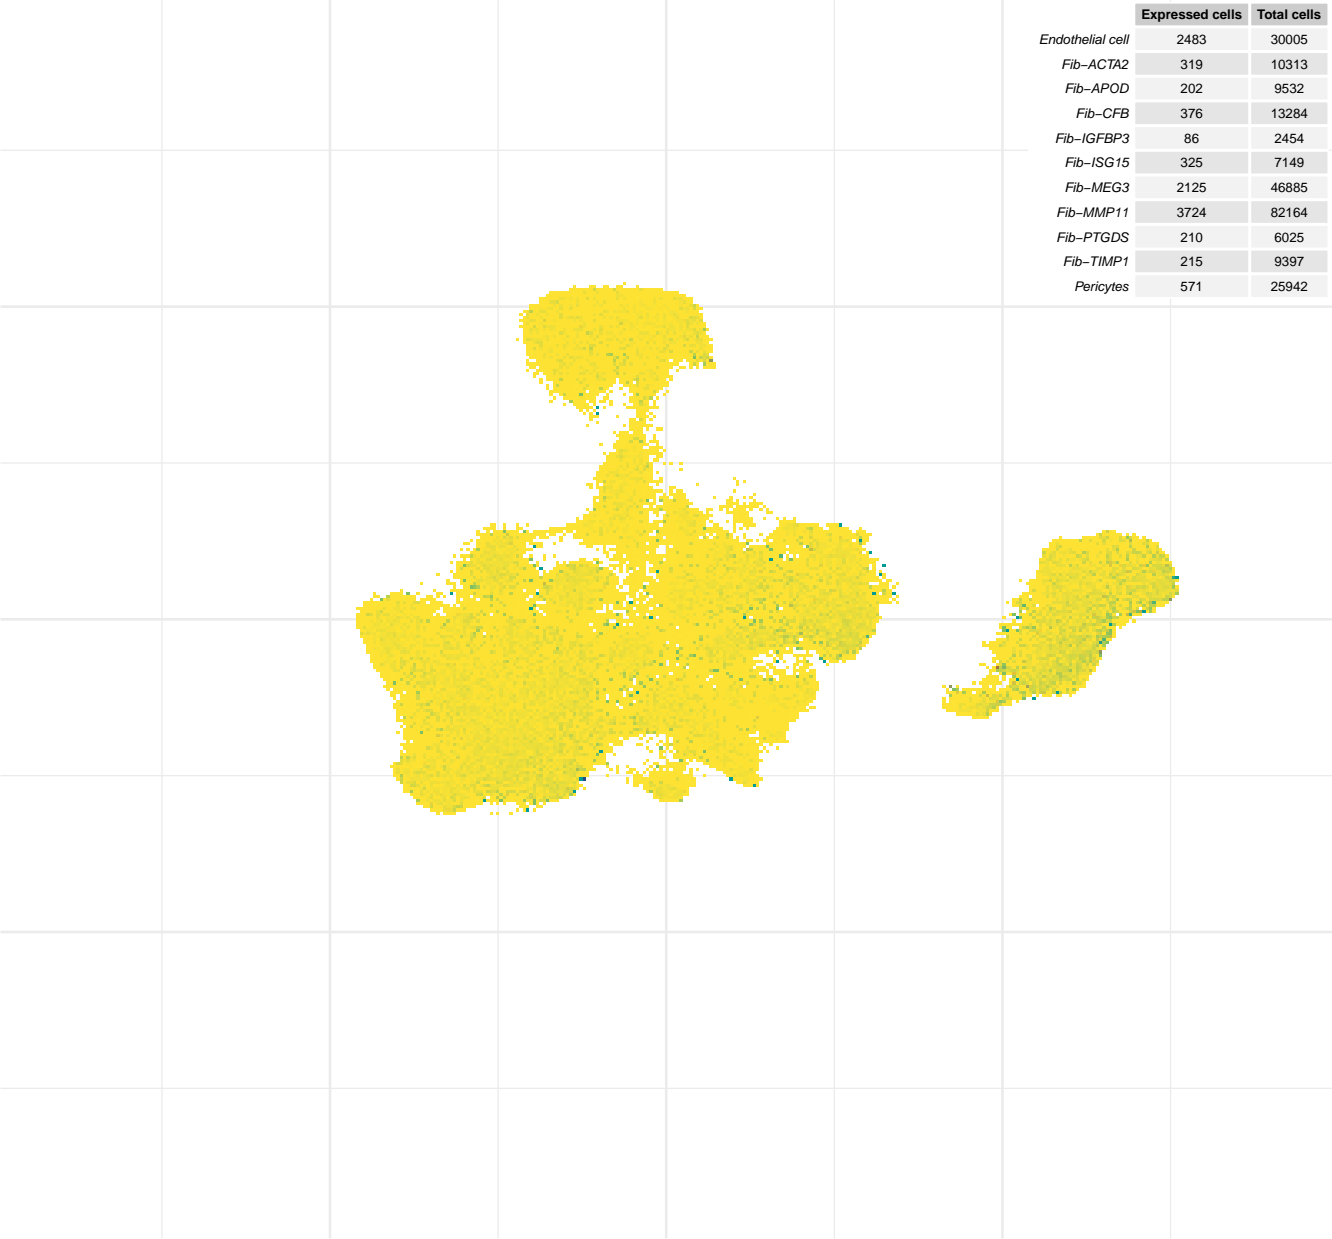 Expressed cells Total cells
Endothelial cell 2483 30005
Fib−ACTA2 319 10313
Fib−APOD 202 9532
Fib−CFB 376 13284
Fib−IGFBP3 86 2454
Fib−ISG15 325 7149
Fib−MEG3 2125 46885
Fib−MMP11 3724 82164
Fib−PTGDS 210 6025
Fib−TIMP1 215 9397
Pericytes 571 25942